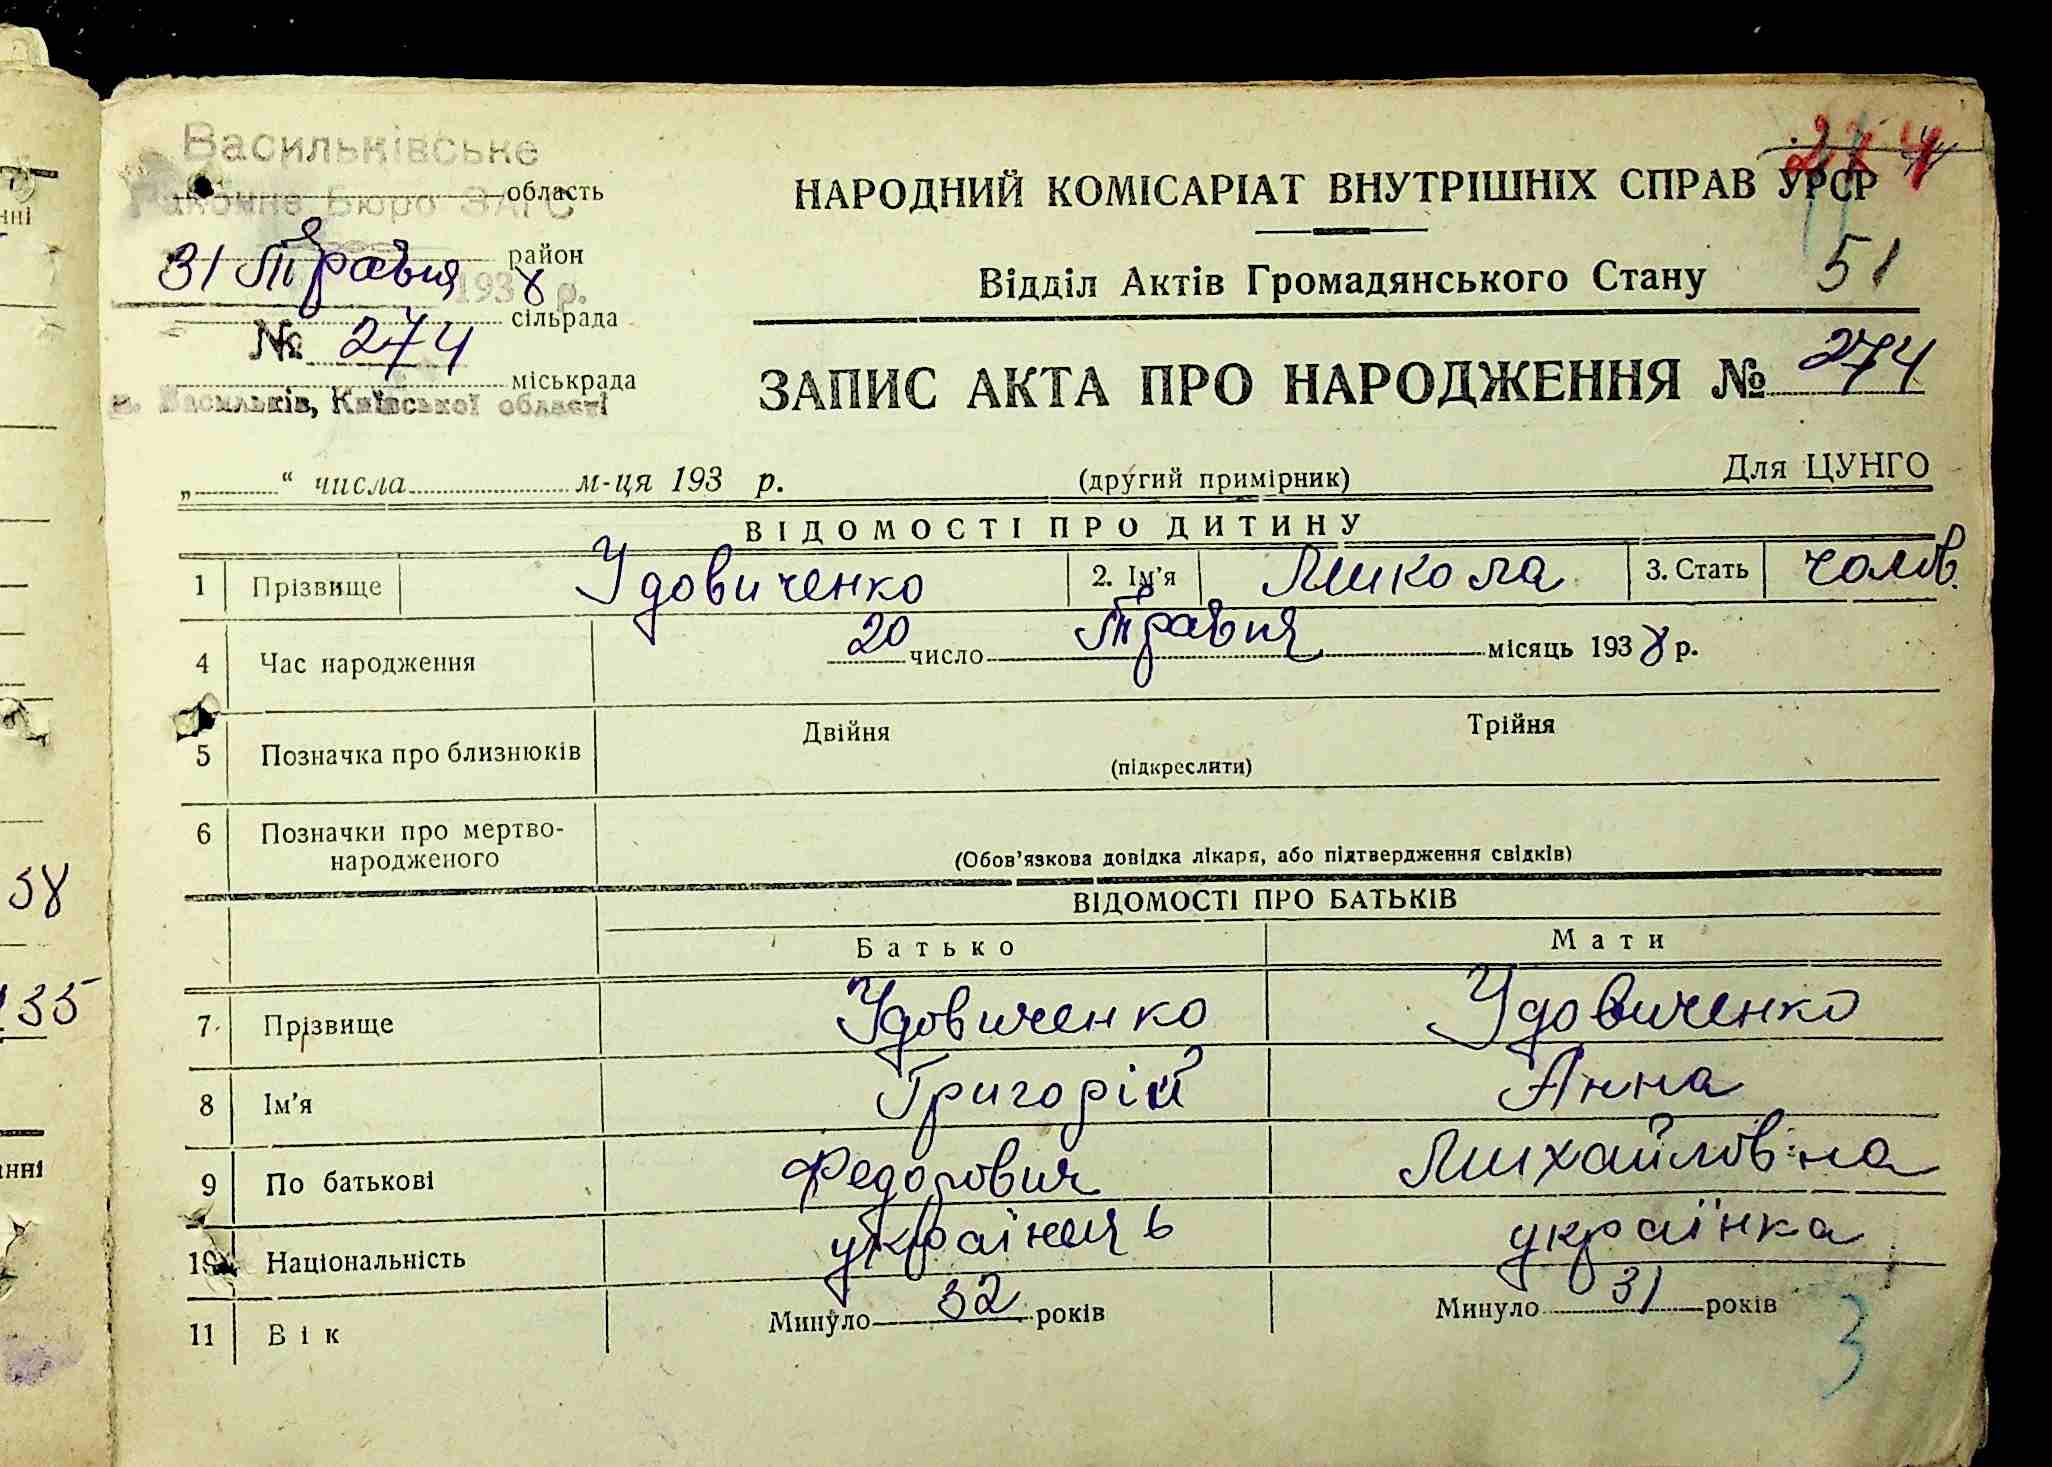 Васильківське
область
Бюро ЗАГС
район
31 Травня 1938 р.
сільрада
№ 274
міськрада
м. Васильків, Київської області
274
НАРОДНИЙ КОМІСАРІАТ ВНУТРІШНІХ СПРАВ УРСР
Відділ Актів Громадянського Стану
51
ЗАПИС АКТА ПРО НАРОДЖЕННЯ № 274
„ “ числа м-ця 193 р.
(другий примірник)
Для ЦУНГО
ВІДОМОСТІ ПРО ДИТИНУ
1 Прізвище Удовиченко 2. Ім'я Микола 3. Стать чолов.
4 Час народження 20 число Травня місяць 1938 р.
5 Позначка про близнюків Двійня Трійня
(підкреслити)
6 Позначки про мертво-
народженого
(Обов'язкова довідка лікаря, або підтвердження свідків)
ВІДОМОСТІ ПРО БАТЬКІВ
Батько Мати
7 Прізвище Удовиченко Удовиченко
8 Ім'я Григорій Анна
9 По батькові Федорович Михайловна
10 Національність українець українка
11 Вік Минуло 32 років Минуло 31 років
3
38
135
нні